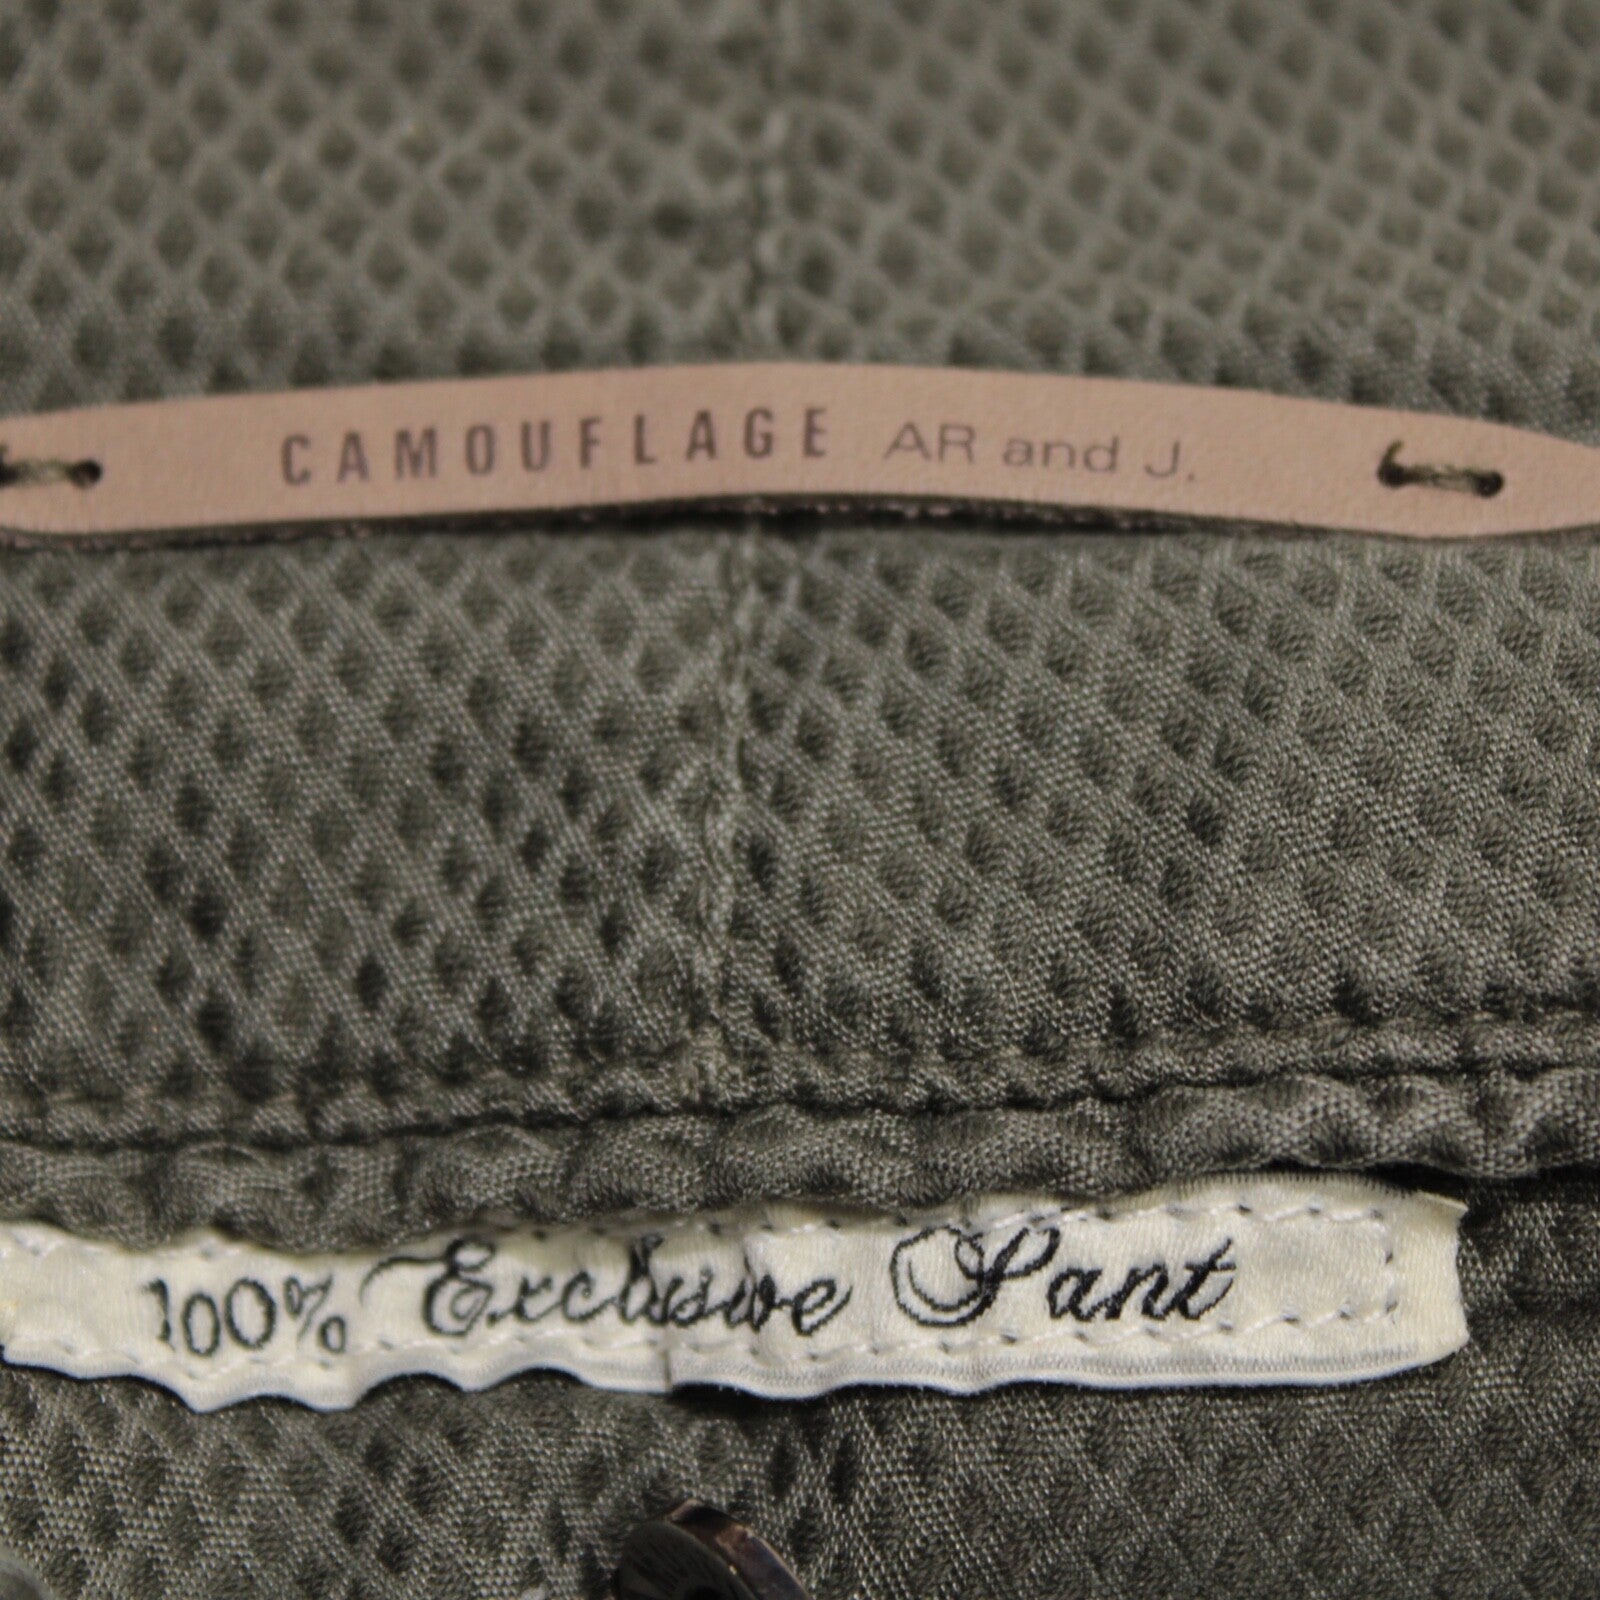 CAMOUFLAGE AR and J.
100% Exclusive Pant